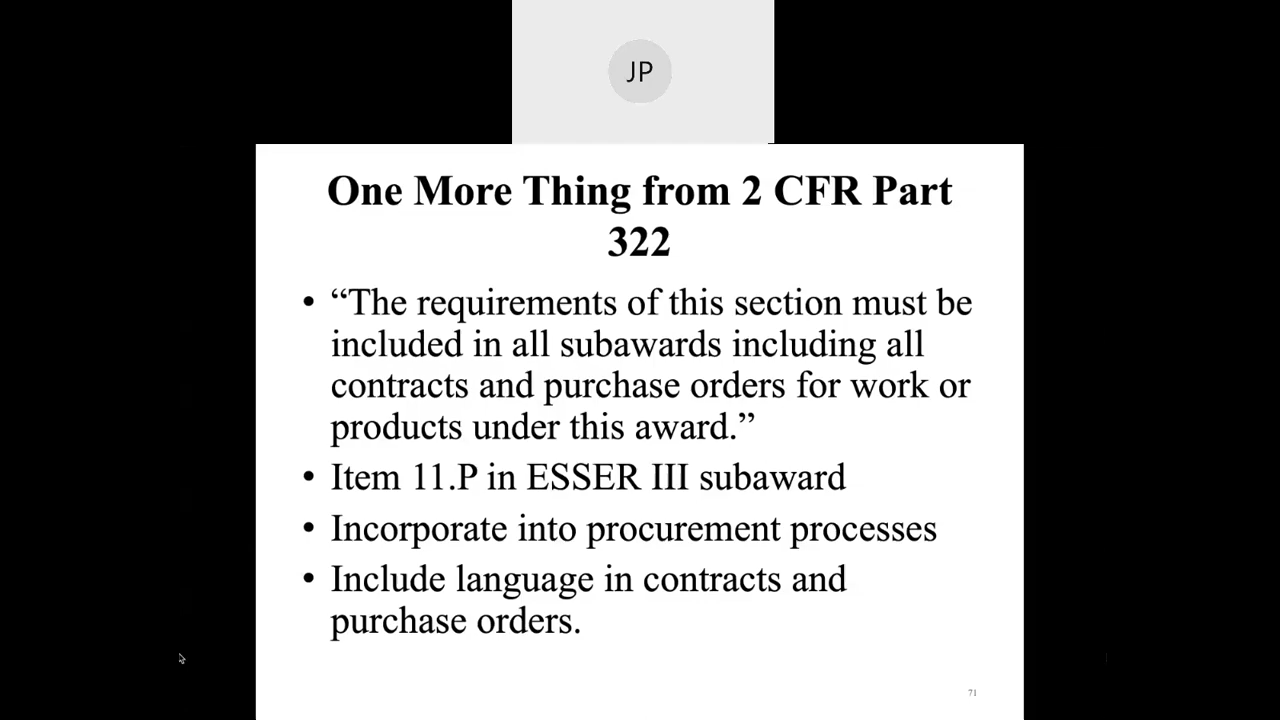 JP
One More Thing from 2 CFR Part
322
• “The requirements of this section must be
included in all subawards including all
contracts and purchase orders for work or
products under this award.”
• Item 11.P in ESSER III subaward
• Incorporate into procurement processes
• Include language in contracts and
purchase orders.
71